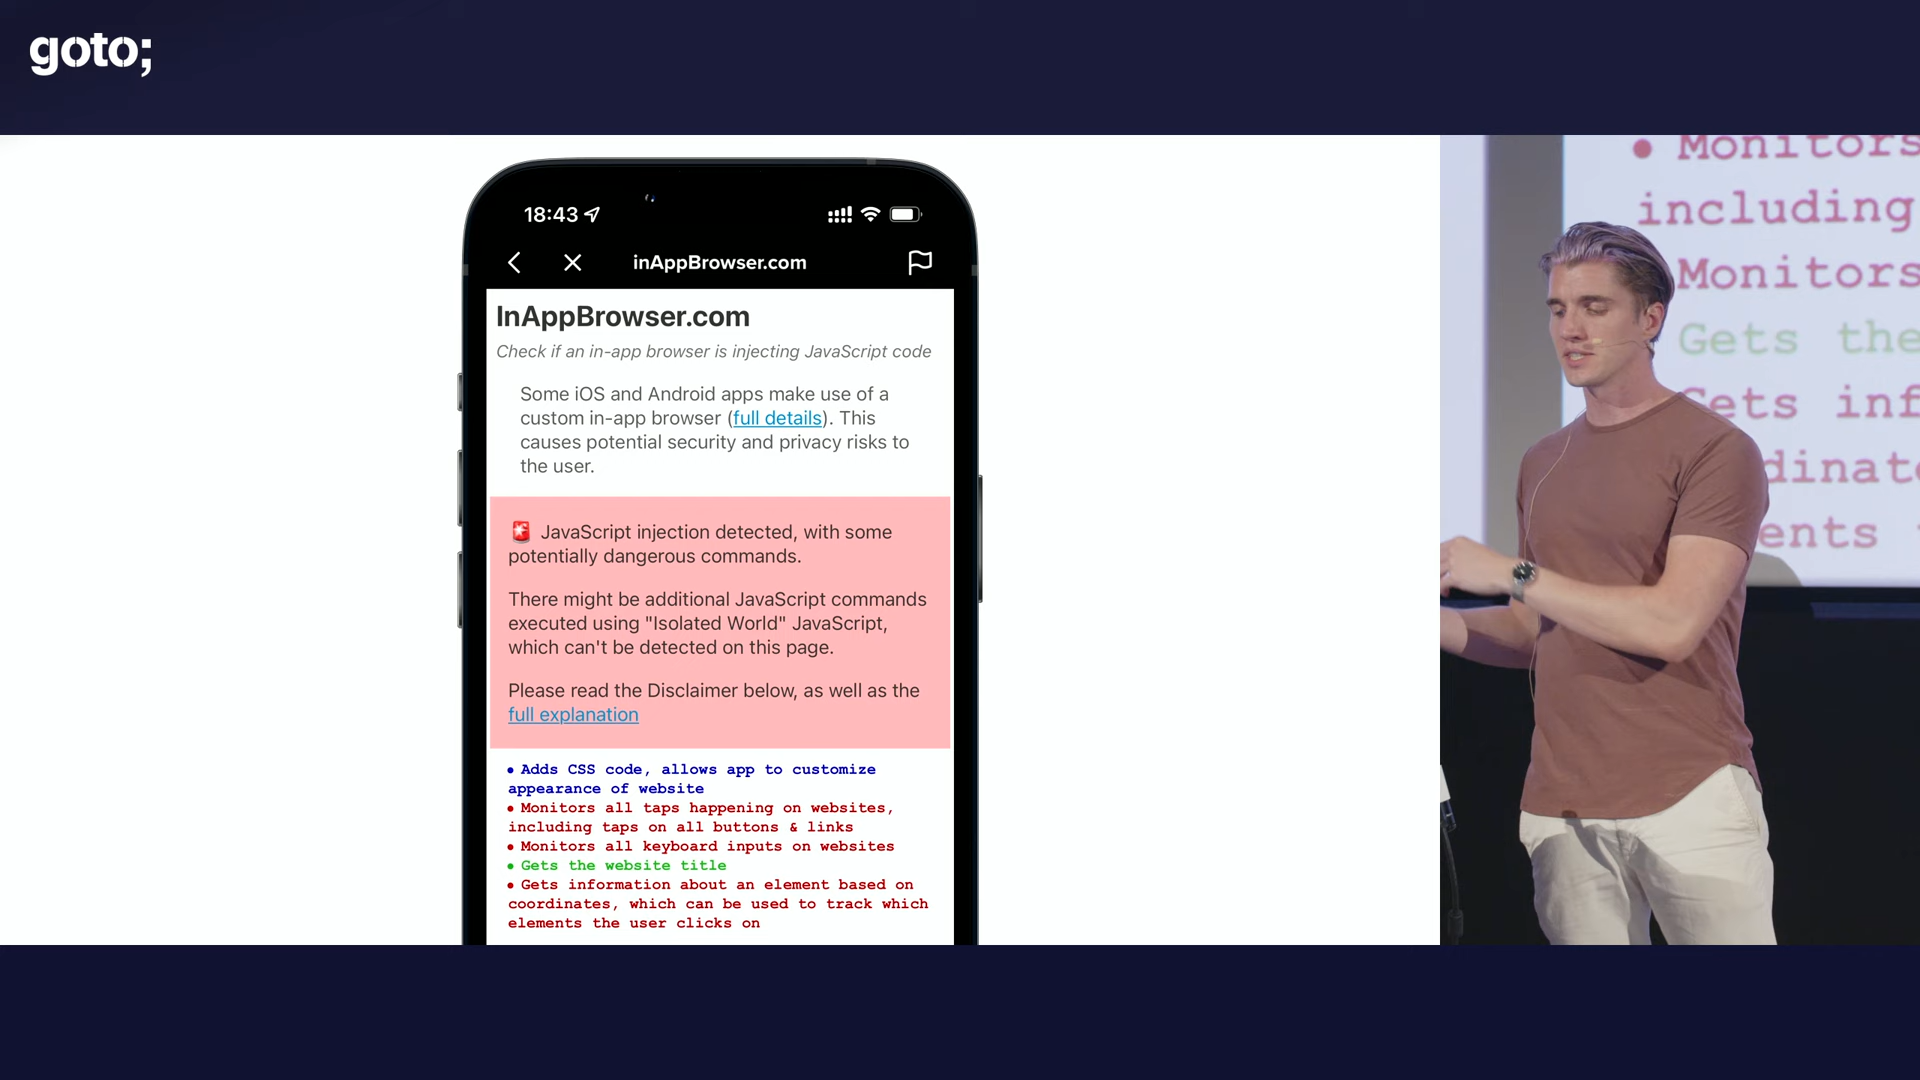 goto;
18:43
inAppBrowser.com
InAppBrowser.com
Check if an in-app browser is injecting JavaScript code
Some iOS and Android apps make use of a
custom in-app browser (full details). This
causes potential security and privacy risks to
the user.
🚨 JavaScript injection detected, with some
potentially dangerous commands.
There might be additional JavaScript commands
executed using "Isolated World" JavaScript,
which can't be detected on this page.
Please read the Disclaimer below, as well as the
full explanation
• Adds CSS code, allows app to customize
appearance of website
• Monitors all taps happening on websites,
including taps on all buttons & links
• Monitors all keyboard inputs on websites
• Gets the website title
• Gets information about an element based on
coordinates, which can be used to track which
elements the user clicks on
• Monitors
including
Monitors
Gets the
Gets inf
dinat
ents